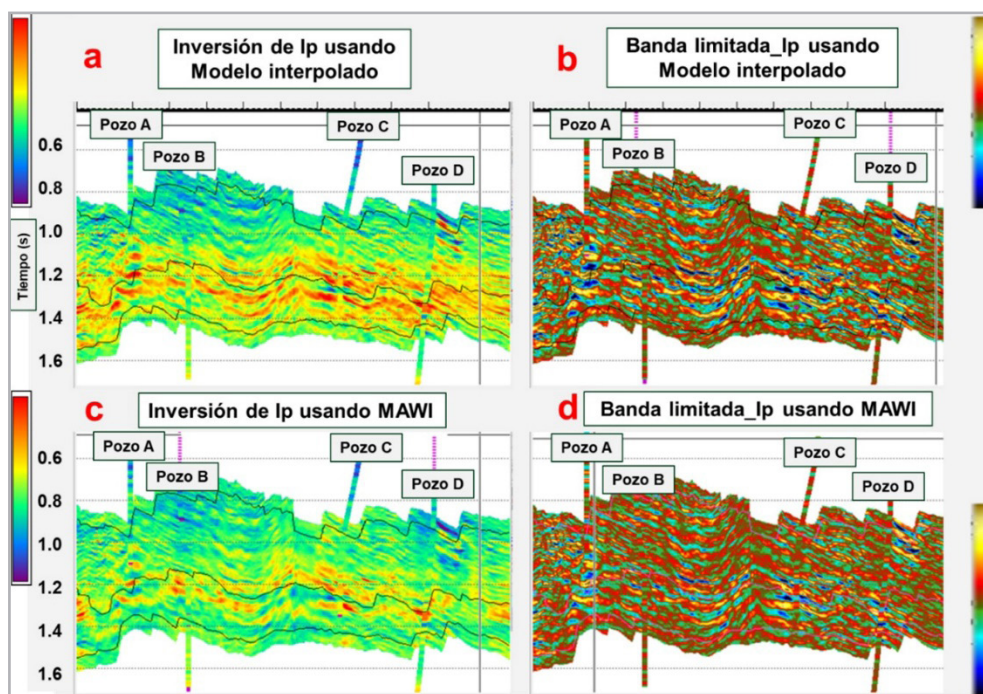 a
Inversión de Ip usando
Modelo interpolado
b
Banda limitada_Ip usando
Modelo interpolado
Pozo A
Pozo B
Pozo C
Pozo D
Pozo A
Pozo B
Pozo C
Pozo D
Tiempo (s)
0.6
0.8
1.0
1.2
1.4
1.6
c
Inversión de Ip usando MAWI
d
Banda limitada_Ip usando MAWI
Pozo A
Pozo B
Pozo C
Pozo D
Pozo A
Pozo B
Pozo C
Pozo D
0.6
0.8
1.0
1.2
1.4
1.6